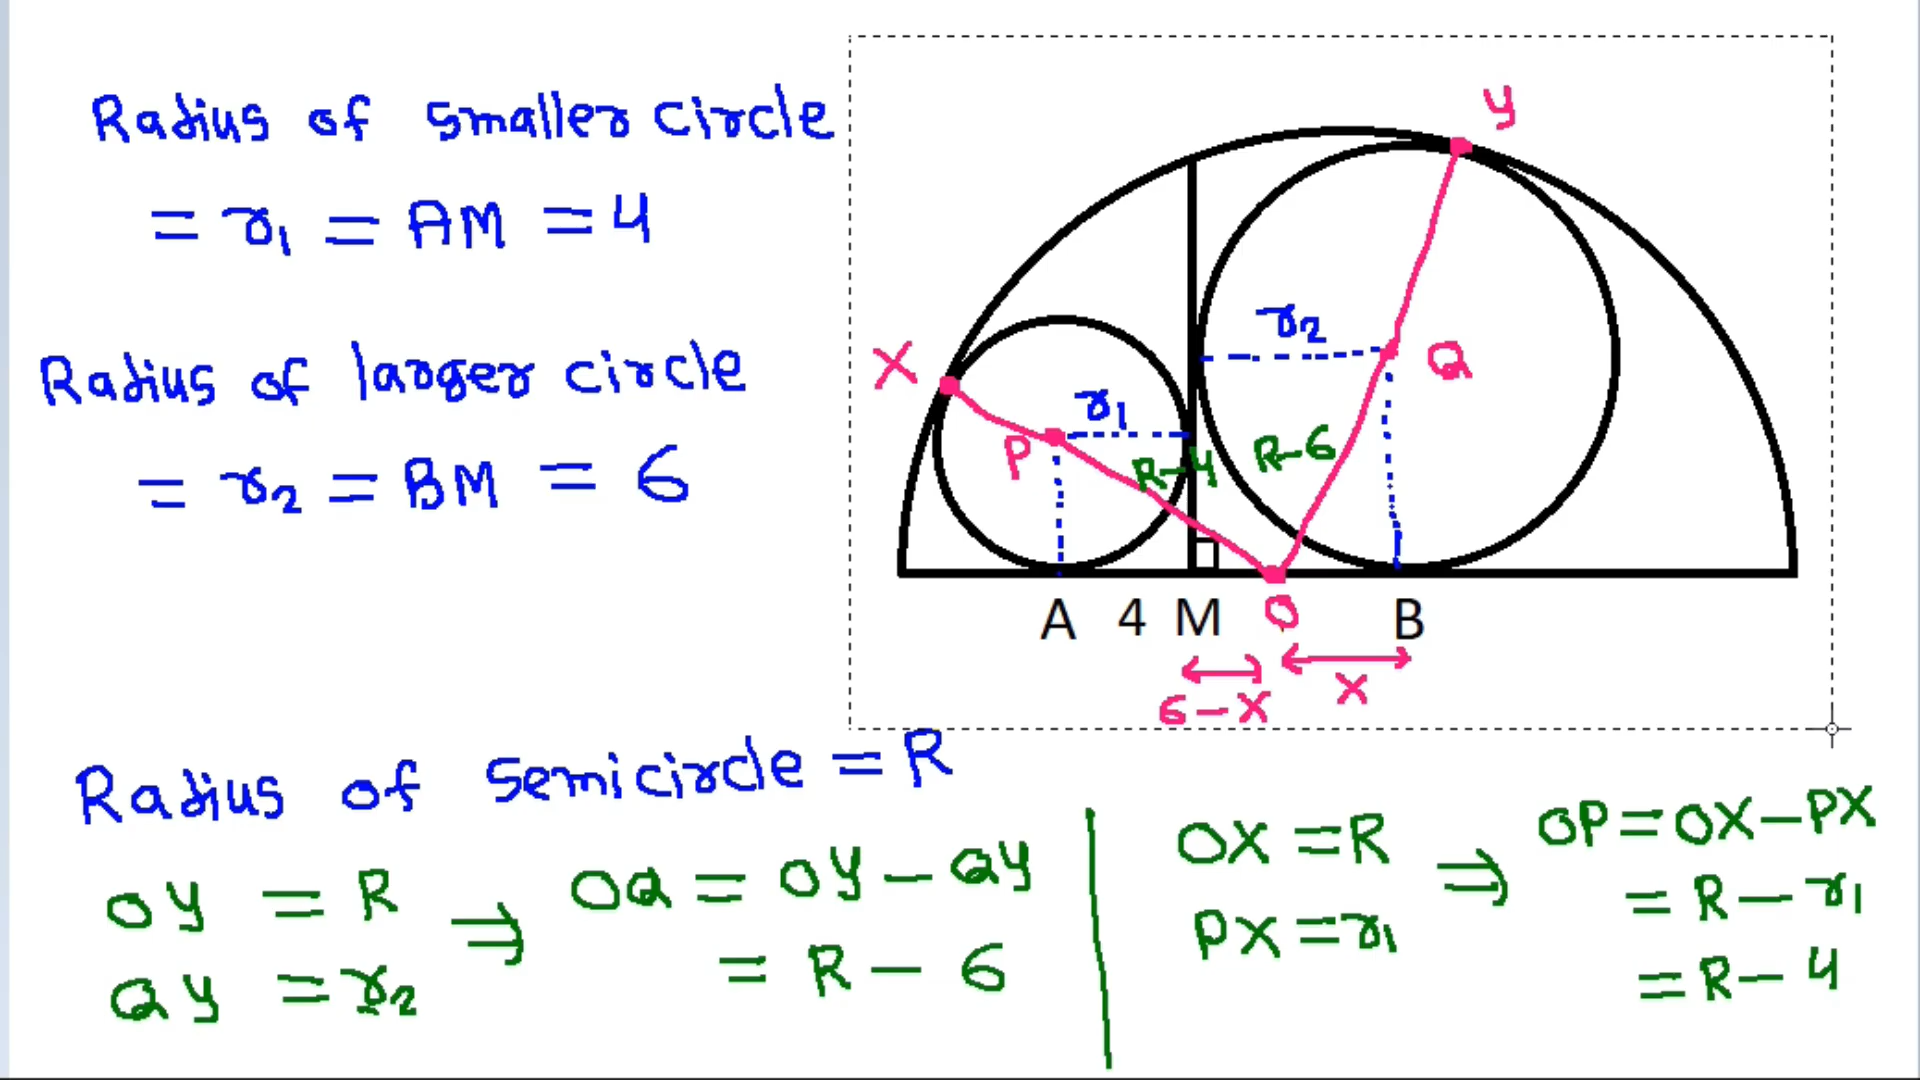 Radius of smaller circle
= r₁ = AM = 4
Radius of larger circle
= r₂ = BM = 6
Y
X
r₂
Q
r₁
P
R-4
R-6
A 4 M O B
6-X
X
Radius of semicircle = R
OY = R
QY = r₂
⇒ OQ = OY - QY
= R - 6
OX = R
PX = r₁
⇒ OP = OX - PX
= R - r₁
= R - 4